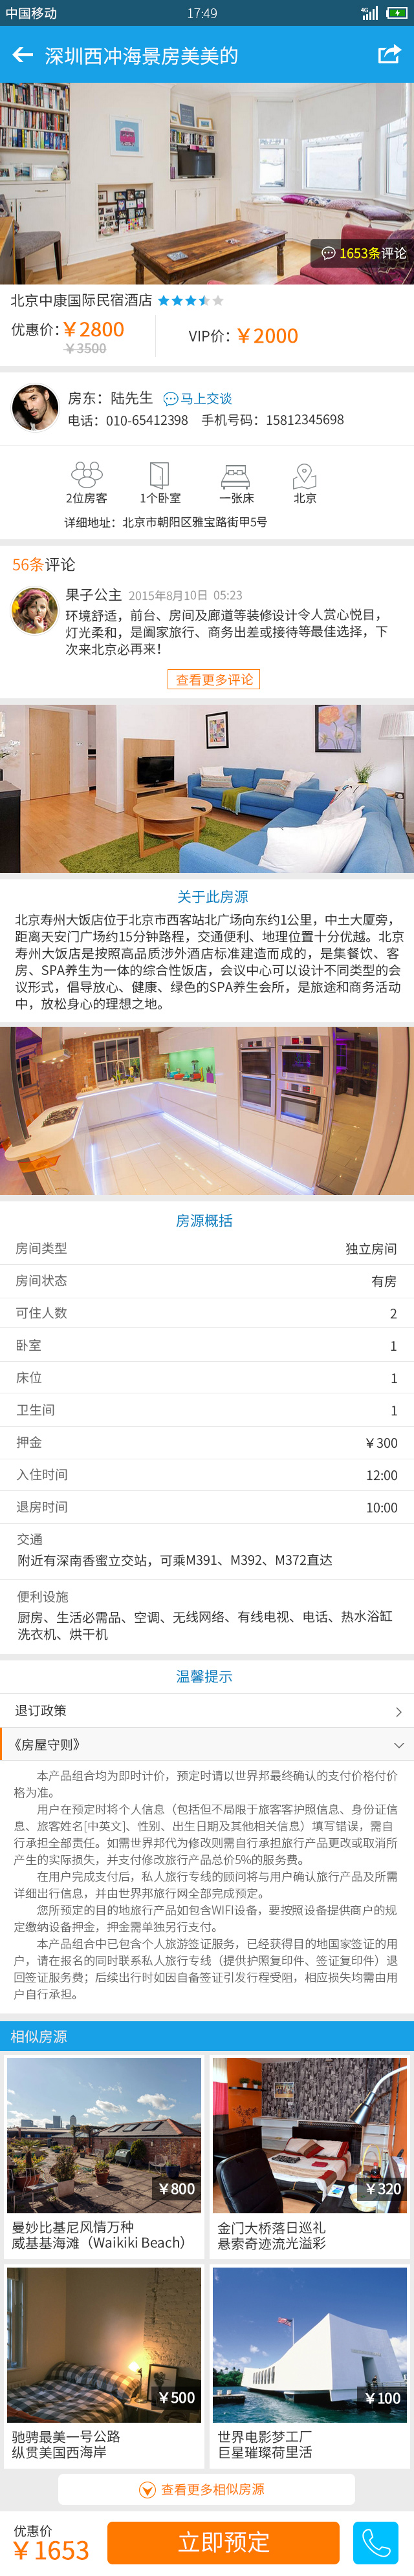 中国移动 17:49 4G
深圳西冲海景房美美的
1653条评论
北京中康国际民宿酒店
优惠价：￥2800 VIP价：￥2000
￥3500
房东：陆先生 马上交谈
电话：010-65412398 手机号码：15812345698
2位房客 1个卧室 一张床 北京
详细地址：北京市朝阳区雅宝路街甲5号
56条评论
果子公主 2015年8月10日 05:23
环境舒适，前台、房间及廊道等装修设计令人赏心悦目，
灯光柔和，是阖家旅行、商务出差或接待等最佳选择，下
次来北京必再来！
查看更多评论
关于此房源
北京寿州大饭店位于北京市西客站北广场向东约1公里，中土大厦旁，
距离天安门广场约15分钟路程，交通便利、地理位置十分优越。北京
寿州大饭店是按照高品质涉外酒店标准建造而成的，是集餐饮、客
房、SPA养生为一体的综合性饭店，会议中心可以设计不同类型的会
议形式，倡导放心、健康、绿色的SPA养生会所，是旅途和商务活动
中，放松身心的理想之地。
房源概括
房间类型 独立房间
房间状态 有房
可住人数 2
卧室 1
床位 1
卫生间 1
押金 ￥300
入住时间 12:00
退房时间 10:00
交通
附近有深南香蜜立交站，可乘M391、M392、M372直达
便利设施
厨房、生活必需品、空调、无线网络、有线电视、电话、热水浴缸
洗衣机、烘干机
温馨提示
退订政策
《房屋守则》
本产品组合均为即时计价，预定时请以世界邦最终确认的支付价格付价
格为准。
用户在预定时将个人信息（包括但不局限于旅客客护照信息、身份证信
息、旅客姓名[中英文]、性别、出生日期及其他相关信息）填写错误，需自
行承担全部责任。如需世界邦代为修改则需自行承担旅行产品更改或取消所
产生的实际损失，并支付修改旅行产品总价5%的服务费。
在用户完成支付后，私人旅行专线的顾问将与用户确认旅行产品及所需
详细出行信息，并由世界邦旅行网全部完成预定。
您所预定的目的地旅行产品如包含WIFI设备，要按照设备提供商户的规
定缴纳设备押金，押金需单独另行支付。
本产品组合中已包含个人旅游签证服务，已经获得目的地国家签证的用
户，请在报名的同时联系私人旅行专线（提供护照复印件、签证复印件）退
回签证服务费；后续出行时如因自备签证引发行程受阻，相应损失均需由用
户自行承担。
相似房源
￥800 ￥320
曼妙比基尼风情万种
威基基海滩（Waikiki Beach）
金门大桥落日巡礼
悬索奇迹流光溢彩
￥500 ￥100
驰骋最美一号公路
纵贯美国西海岸
世界电影梦工厂
巨星璀璨荷里活
查看更多相似房源
优惠价
￥1653
立即预定